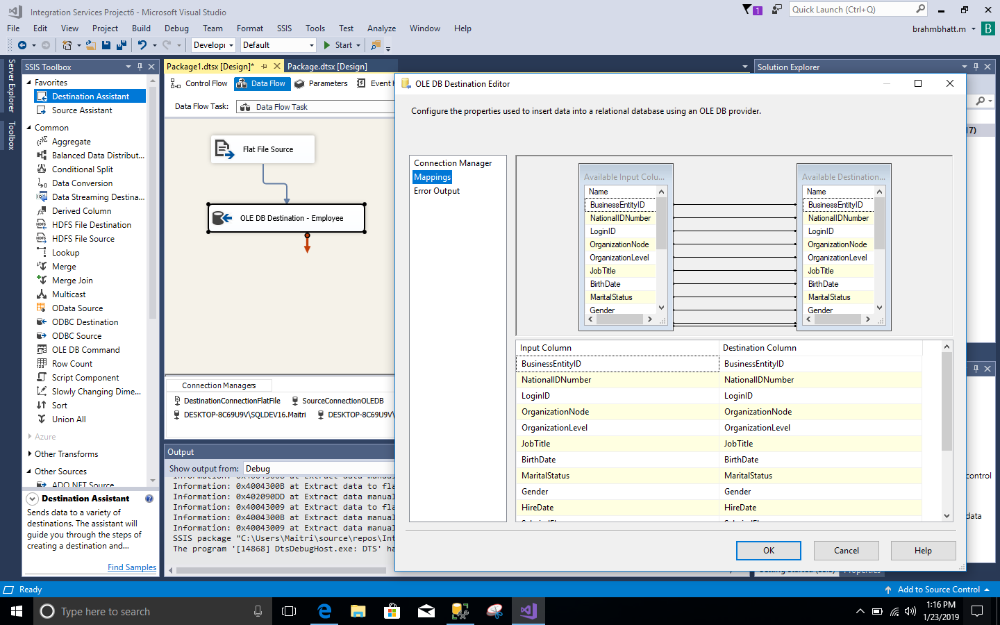 Integration Services Project6 - Microsoft Visual Studio
1
Quick Launch (Ctrl+Q)
File Edit View Project Build Debug Team Format SSIS Tools Test Analyze Window Help
brahmbhatt.m
B
Developr
Default
Start
Server Explorer
Toolbox
SSIS Toolbox
Favorites
Destination Assistant
Source Assistant
Common
Aggregate
Balanced Data Distribut...
Conditional Split
Data Conversion
Data Streaming Destina...
Derived Column
HDFS File Destination
HDFS File Source
Lookup
Merge
Merge Join
Multicast
OData Source
ODBC Destination
ODBC Source
OLE DB Command
Row Count
Script Component
Slowly Changing Dime...
Sort
Union All
Azure
Other Transforms
Other Sources
ADO NET Source
Destination Assistant
Sends data to a variety of
destinations. The assistant will
guide you through the steps of
creating a destination and...
Find Samples
Package1.dtsx [Design]*
Package.dtsx [Design]
Control Flow
Data Flow
Parameters
Event H
Data Flow Task:
Data Flow Task
Flat File Source
OLE DB Destination - Employee
Connection Managers
DestinationConnectionFlatFile
SourceConnectionOLEDB
DESKTOP-8C69U9V\SQLDEV16.Maitri
DESKTOP-8C69U9V\
Output
Show output from:
Debug
Information: 0x4004300B at Extract data to fla
Information: 0x402090DD at Extract data manual
Information: 0x40043009 at Extract data to fla
Information: 0x4004300B at Extract data manual
Information: 0x40043009 at Extract data manual
SSIS package "C:\Users\Maitri\source\repos\Int
The program '[14868] DtsDebugHost.exe: DTS' ha
Solution Explorer
17)
control
data
OLE DB Destination Editor
Configure the properties used to insert data into a relational database using an OLE DB provider.
Connection Manager
Mappings
Error Output
Available Input Colu...
Name
BusinessEntityID
NationalIDNumber
LoginID
OrganizationNode
OrganizationLevel
JobTitle
BirthDate
MaritalStatus
Gender
Available Destination...
Name
BusinessEntityID
NationalIDNumber
LoginID
OrganizationNode
OrganizationLevel
JobTitle
BirthDate
MaritalStatus
Gender
Input Column Destination Column
BusinessEntityID BusinessEntityID
NationalIDNumber NationalIDNumber
LoginID LoginID
OrganizationNode OrganizationNode
OrganizationLevel OrganizationLevel
JobTitle JobTitle
BirthDate BirthDate
MaritalStatus MaritalStatus
Gender Gender
HireDate HireDate
OK
Cancel
Help
Properties
Ready
Add to Source Control
Type here to search
1:16 PM
1/23/2019